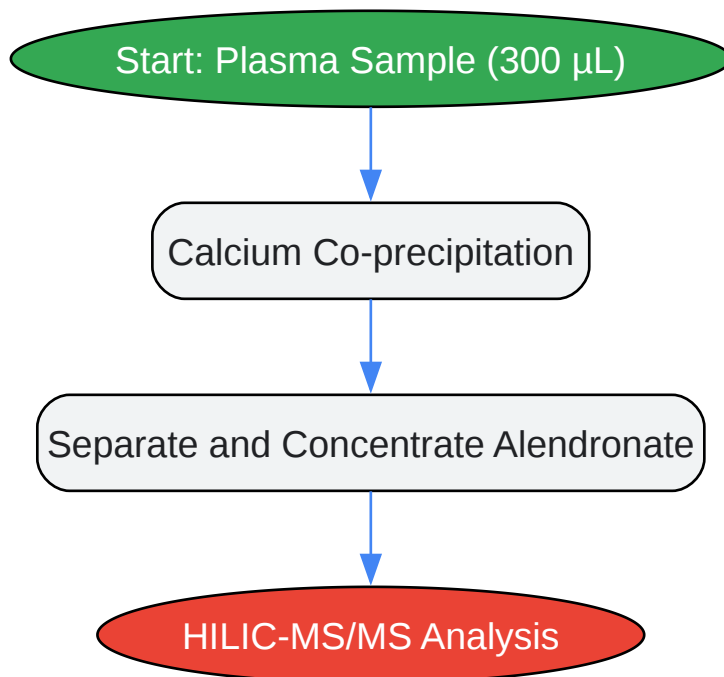 Start: Plasma Sample (300 µL)
Calcium Co-precipitation
Separate and Concentrate Alendronate
HILIC-MS/MS Analysis